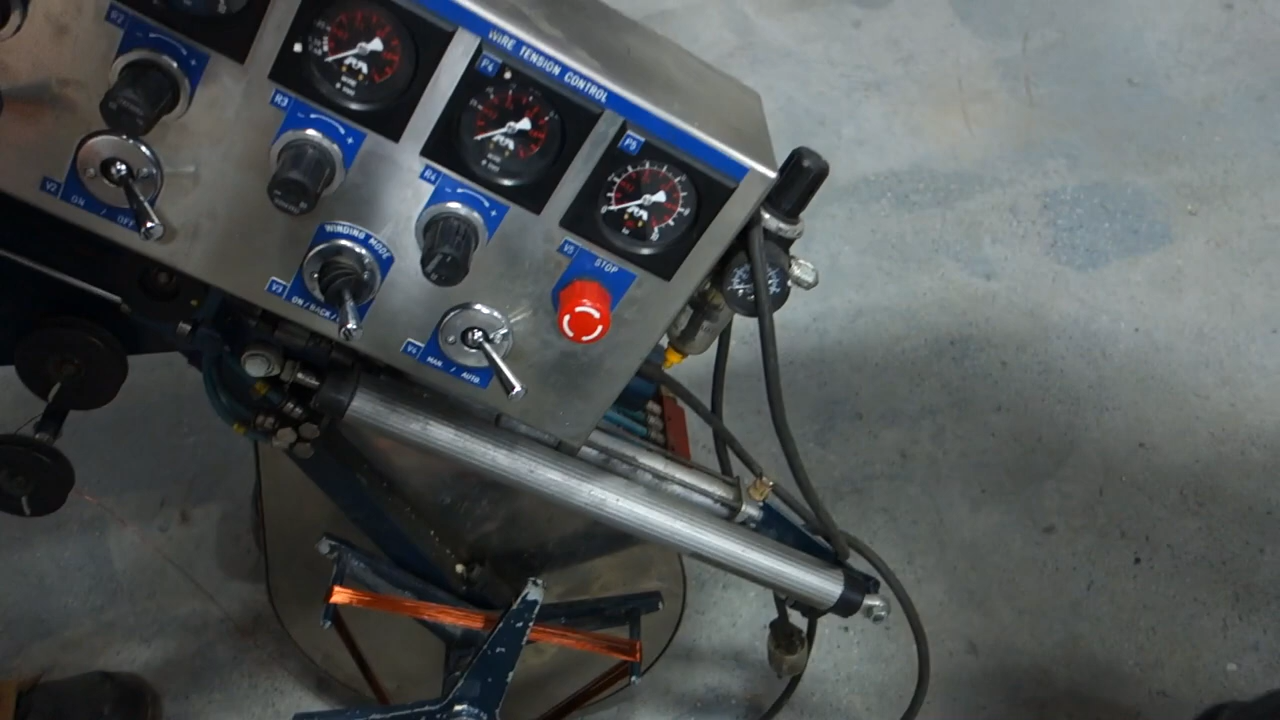 WIRE TENSION CONTROL
P4
P5
R2
- +
R3
- +
R4
- +
V2
ON / OFF
WINDING MODE
V3
ON/BACK/
V4
MAN. / AUTO.
V5
STOP